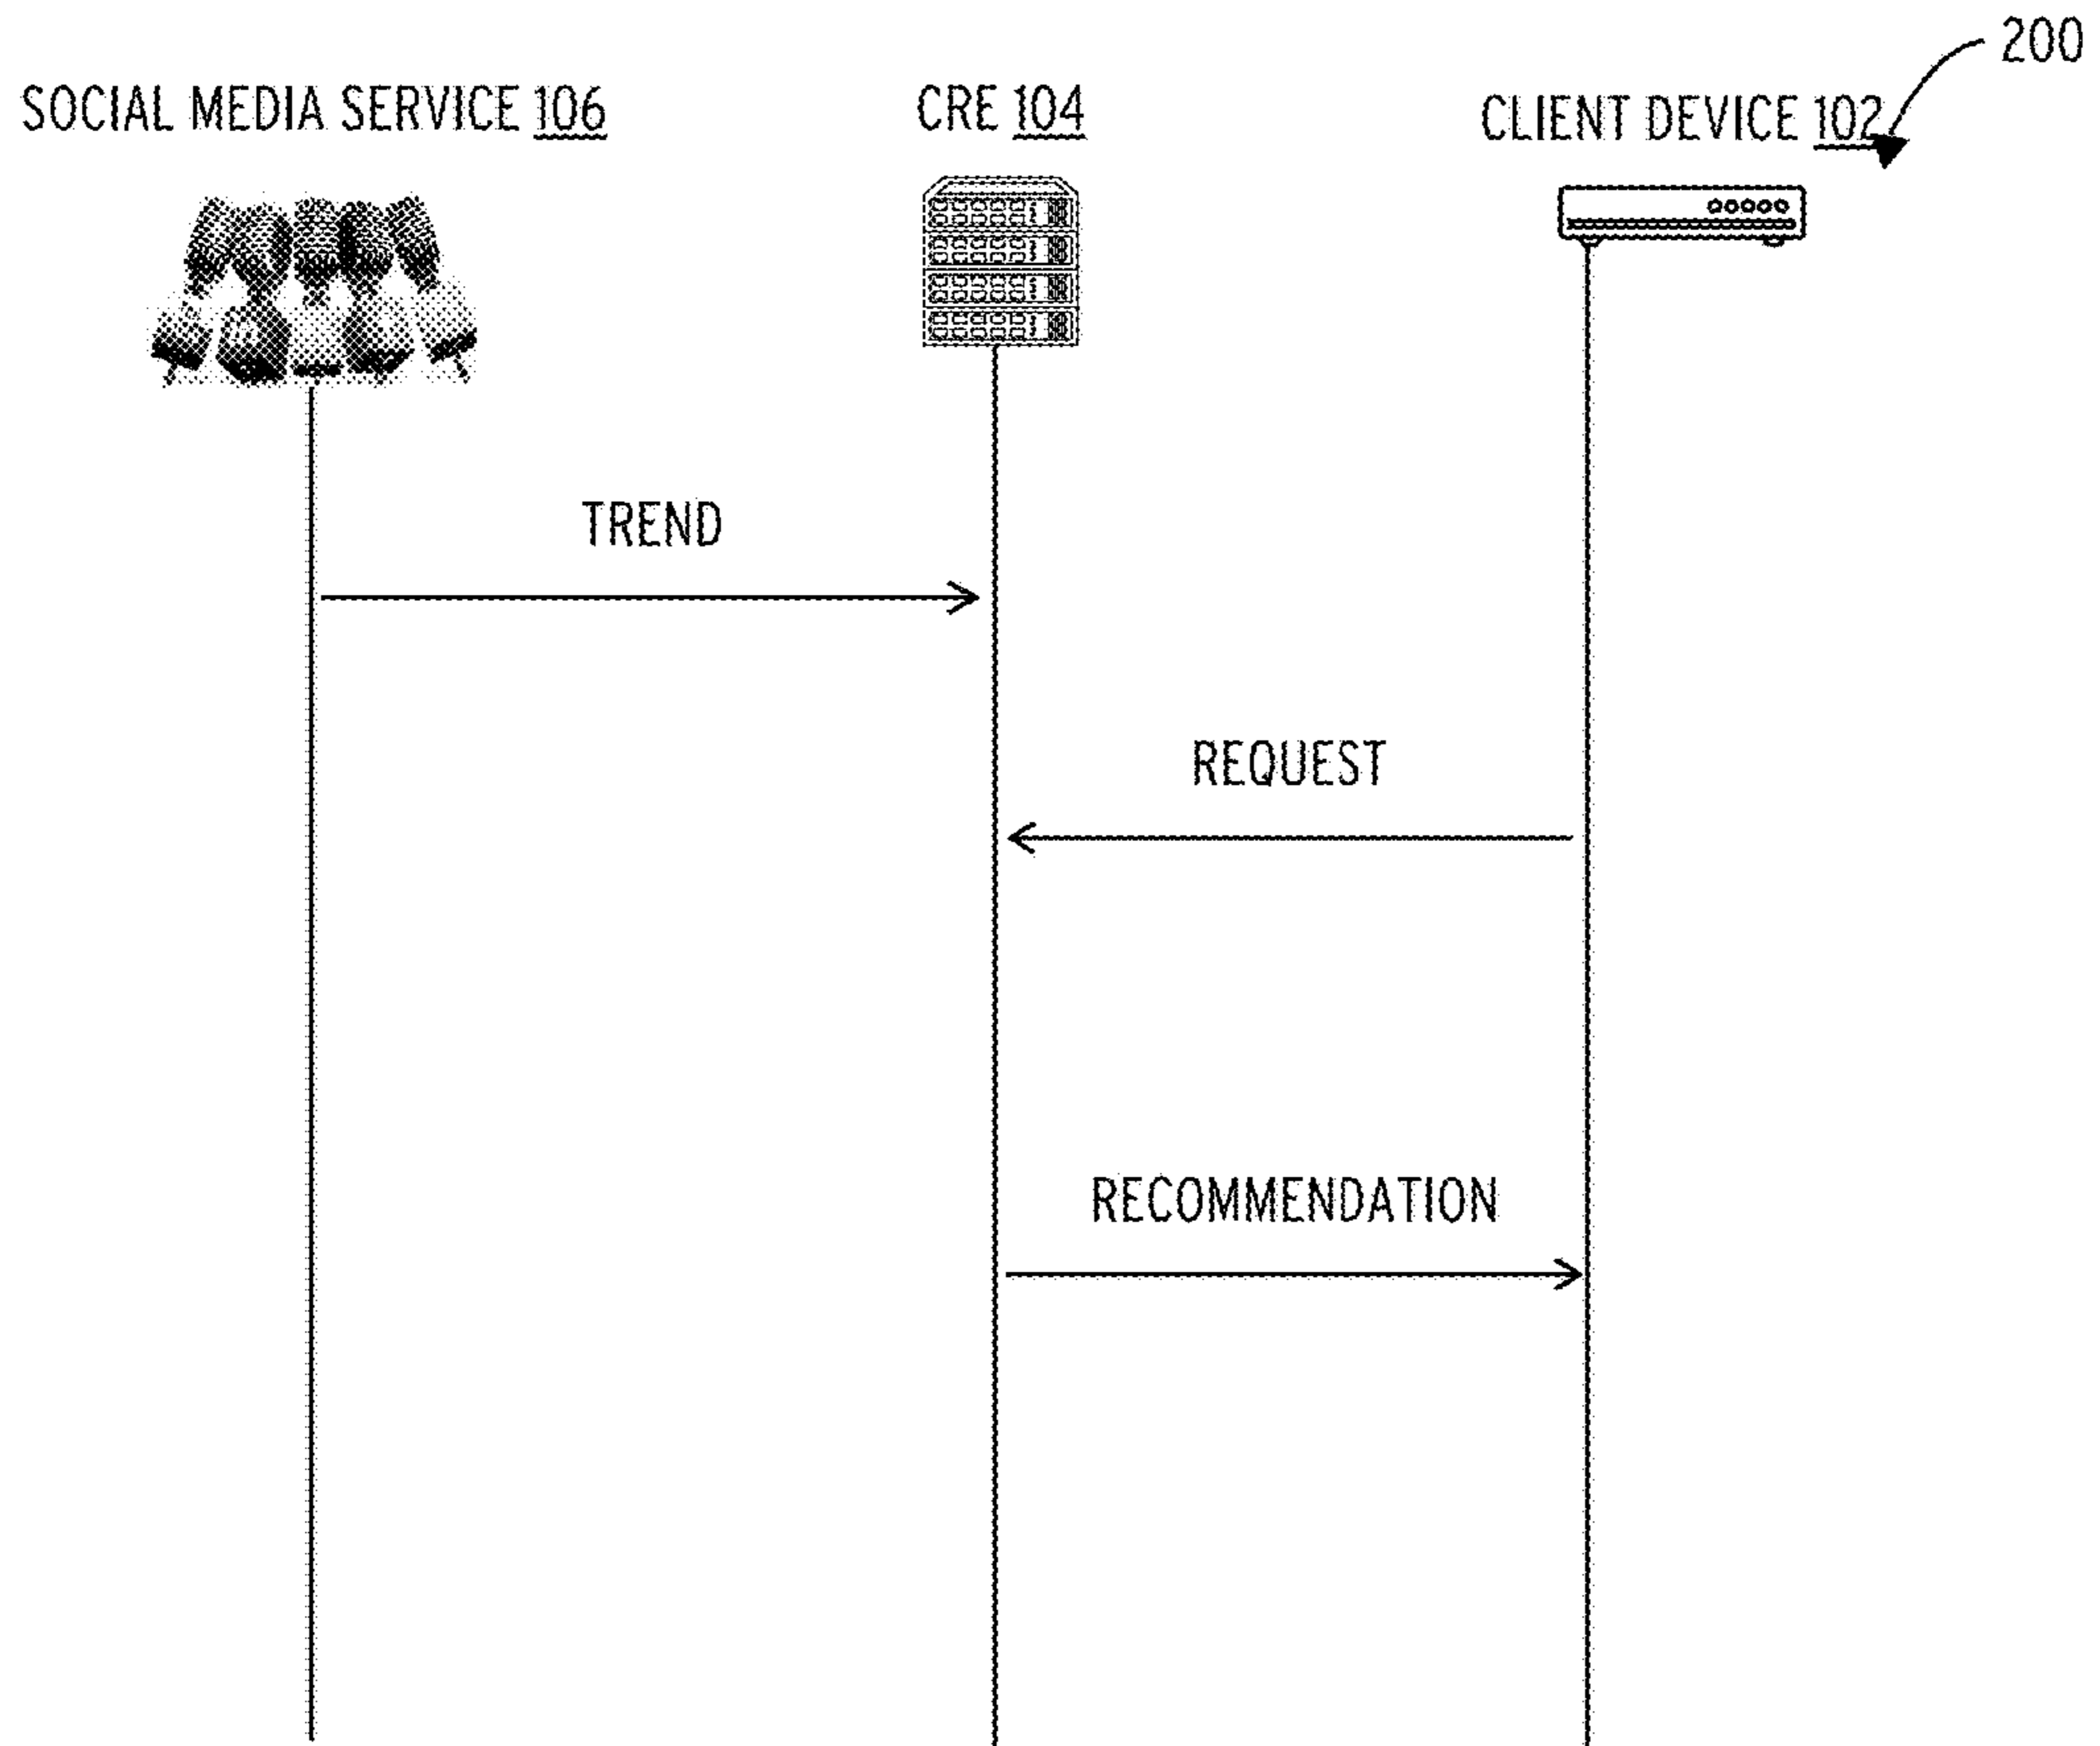 200
SOCIAL MEDIA SERVICE 106
CRE 104
CLIENT DEVICE 102
TREND
REQUEST
RECOMMENDATION